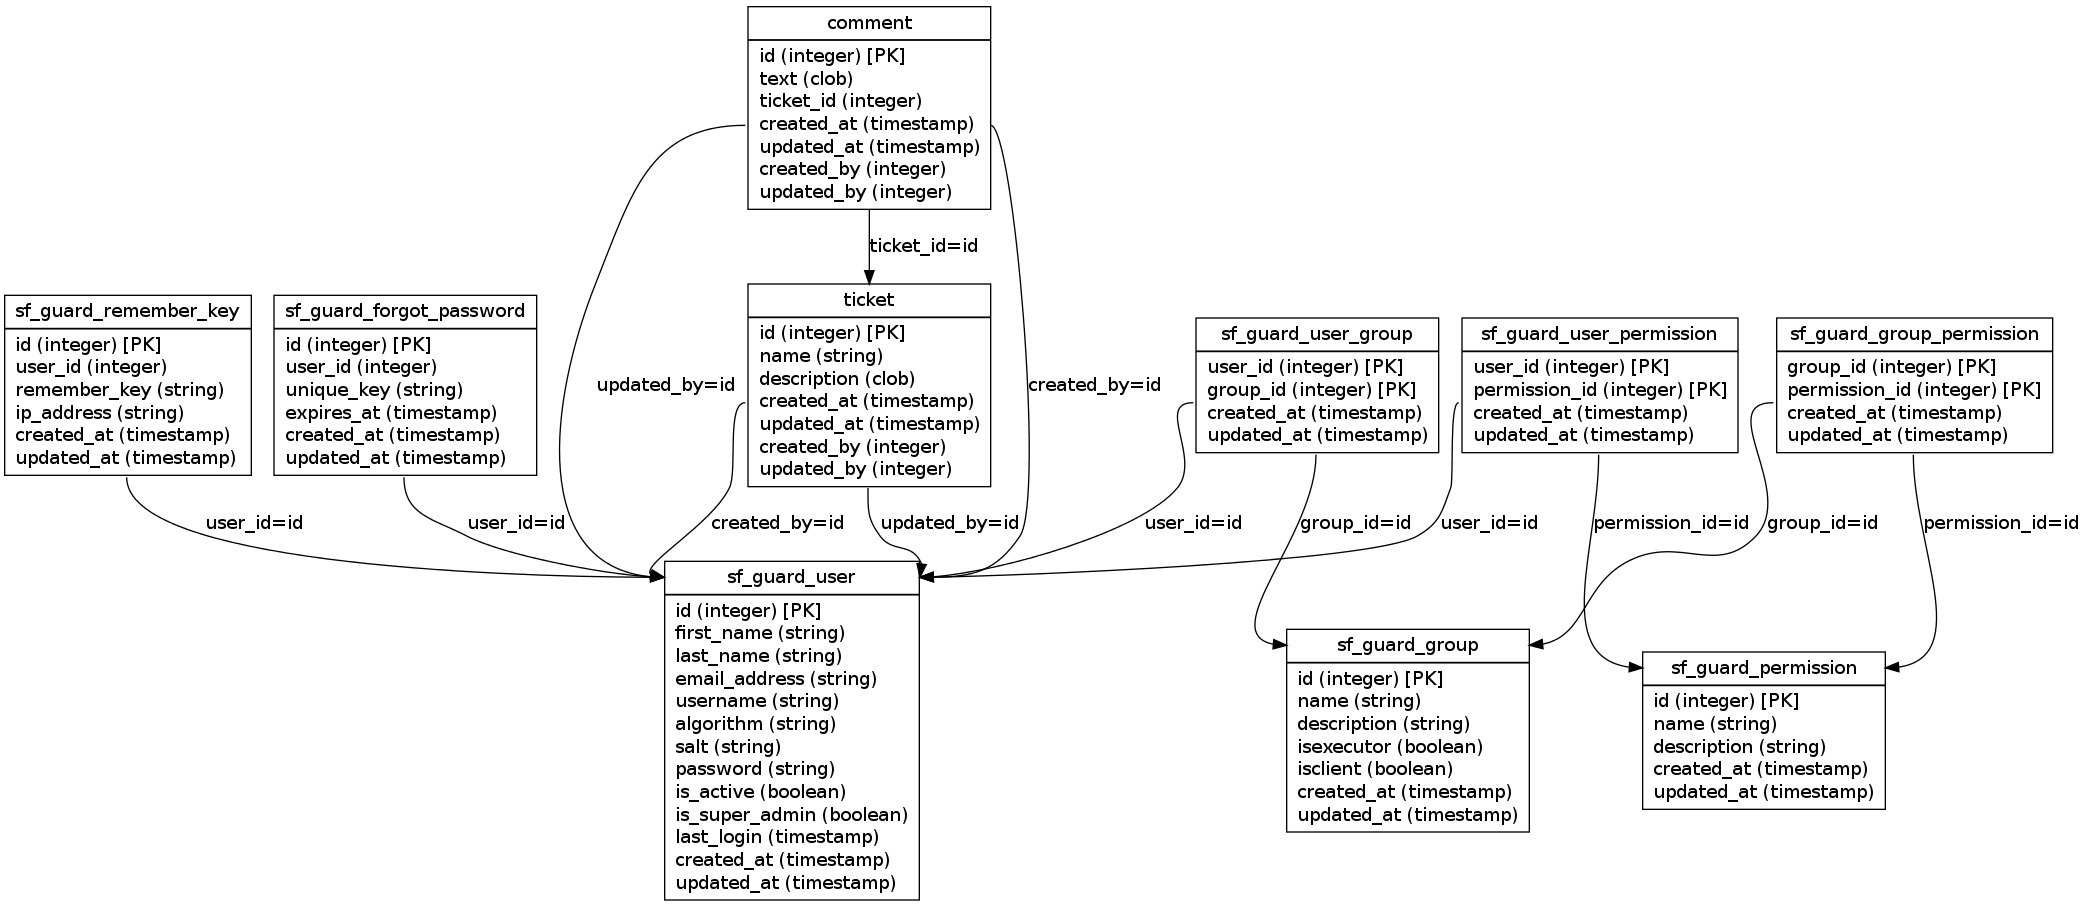 comment
id (integer) [PK]
text (clob)
ticket_id (integer)
created_at (timestamp)
updated_at (timestamp)
created_by (integer)
updated_by (integer)
ticket_id=id
sf_guard_remember_key
id (integer) [PK]
user_id (integer)
remember_key (string)
ip_address (string)
created_at (timestamp)
updated_at (timestamp)
sf_guard_forgot_password
id (integer) [PK]
user_id (integer)
unique_key (string)
expires_at (timestamp)
created_at (timestamp)
updated_at (timestamp)
updated_by=id
ticket
id (integer) [PK]
name (string)
description (clob)
created_at (timestamp)
updated_at (timestamp)
created_by (integer)
updated_by (integer)
created_by=id
sf_guard_user_group
user_id (integer) [PK]
group_id (integer) [PK]
created_at (timestamp)
updated_at (timestamp)
sf_guard_user_permission
user_id (integer) [PK]
permission_id (integer) [PK]
created_at (timestamp)
updated_at (timestamp)
sf_guard_group_permission
group_id (integer) [PK]
permission_id (integer) [PK]
created_at (timestamp)
updated_at (timestamp)
user_id=id
user_id=id
created_by=id
updated_by=id
user_id=id
group_id=id
user_id=id
permission_id=id
group_id=id
permission_id=id
sf_guard_user
id (integer) [PK]
first_name (string)
last_name (string)
email_address (string)
username (string)
algorithm (string)
salt (string)
password (string)
is_active (boolean)
is_super_admin (boolean)
last_login (timestamp)
created_at (timestamp)
updated_at (timestamp)
sf_guard_group
id (integer) [PK]
name (string)
description (string)
isexecutor (boolean)
isclient (boolean)
created_at (timestamp)
updated_at (timestamp)
sf_guard_permission
id (integer) [PK]
name (string)
description (string)
created_at (timestamp)
updated_at (timestamp)